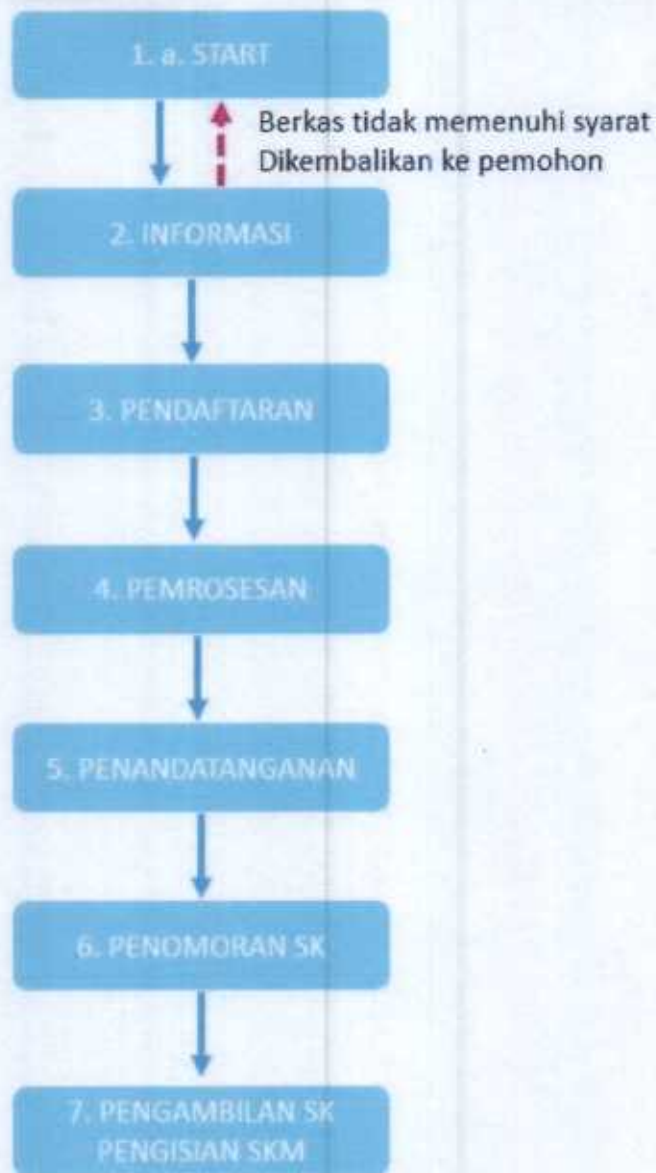 1. a. START
Berkas tidak memenuhi syarat
Dikembalikan ke pemohon
2. INFORMASI
3. PENDAFTARAN
4. PEMROSESAN
5. PENANDATANGANAN
6. PENOMORAN SK
7. PENGAMBILAN SK
PENGISIAN SKM